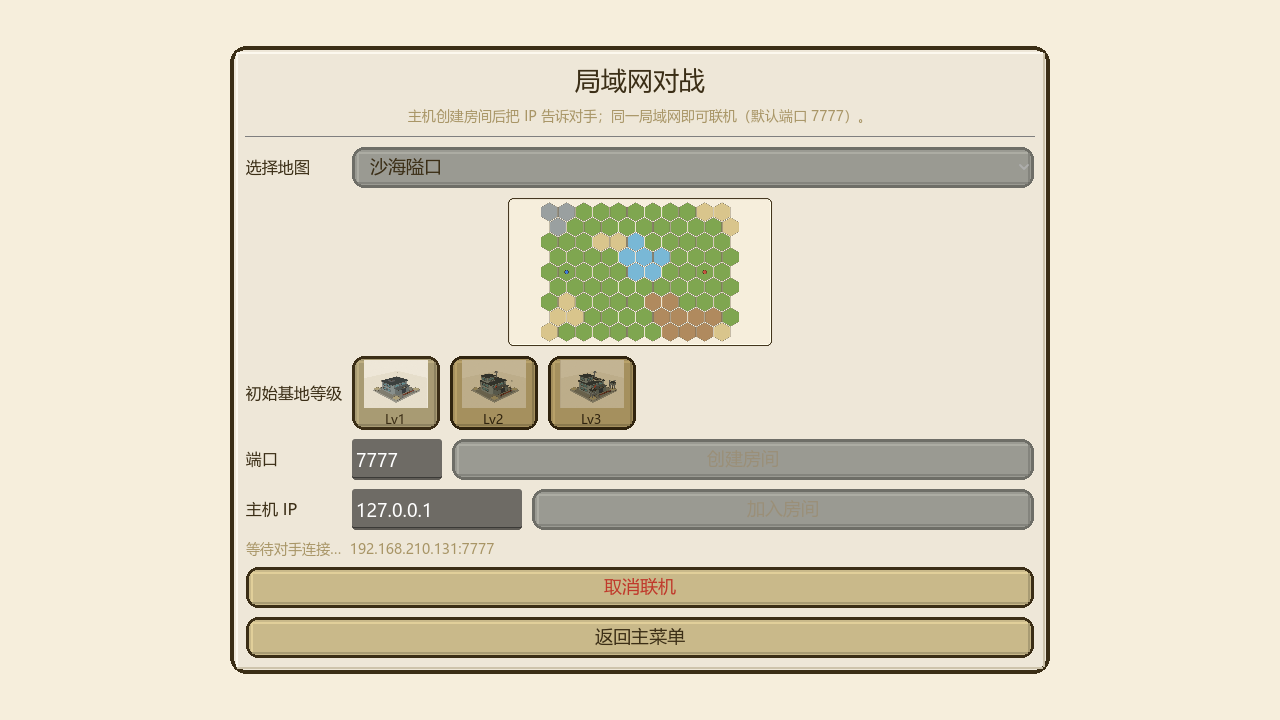 局域网对战
主机创建房间后把 IP 告诉对手；同一局域网即可联机（默认端口 7777）。
选择地图
沙海隘口
初始基地等级
Lv1
Lv2
Lv3
端口
7777
创建房间
主机 IP
127.0.0.1
加入房间
等待对手连接... 192.168.210.131:7777
取消联机
返回主菜单